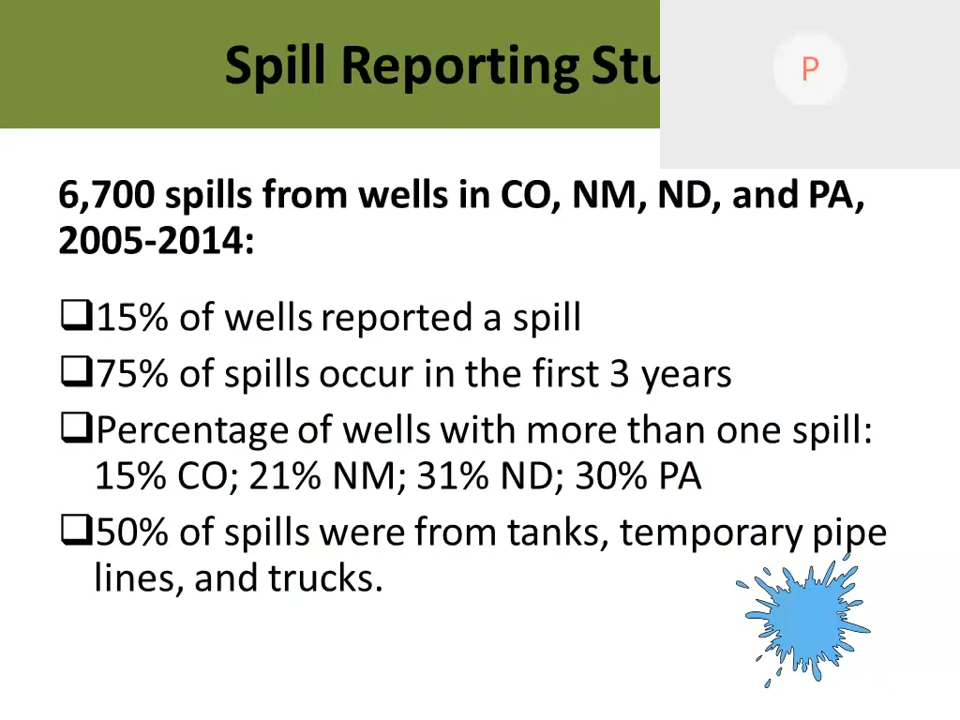 Spill Reporting
P
6,700 spills from wells in CO, NM, ND, and PA,
2005-2014:
15% of wells reported a spill
75% of spills occur in the first 3 years
Percentage of wells with more than one spill:
15% CO; 21% NM; 31% ND; 30% PA
50% of spills were from tanks, temporary pipe
lines, and trucks.